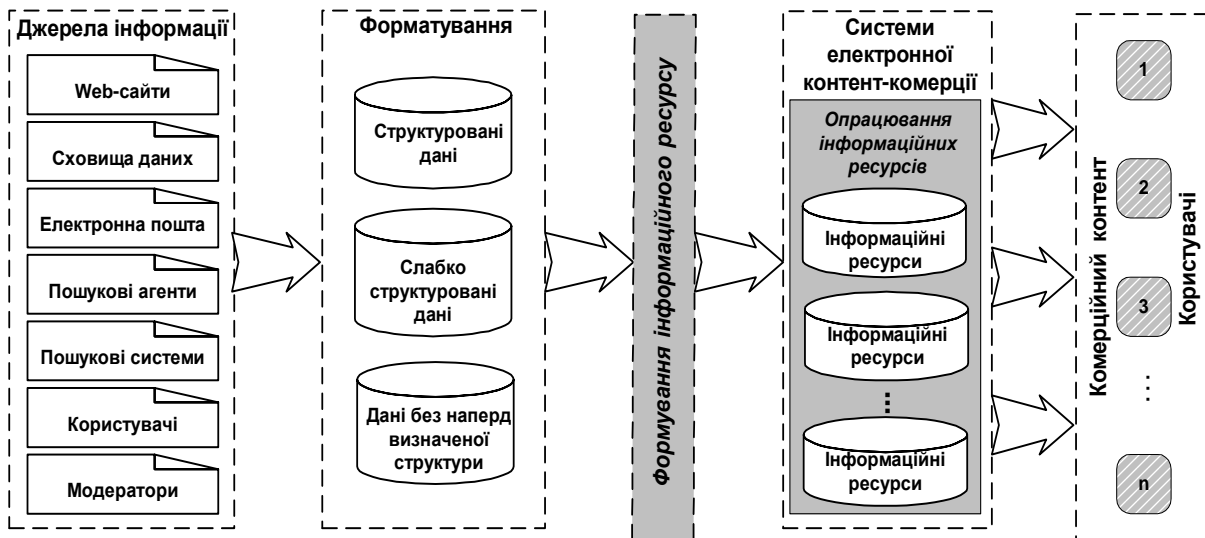 Джерела інформації
Web-сайти
Сховища даних
Електронна пошта
Пошукові агенти
Пошукові системи
Користувачі
Модератори
Форматування
Структуровані
дані
Слабко
структуровані
дані
Дані без наперд
визначеної
структури
Формування інформаційного ресурсу
Системи
електронної
контент-комерції
Опрацювання
інформаційних
ресурсів
Інформаційні
ресурси
Інформаційні
ресурси
...
Інформаційні
ресурси
Комерційний контент
1
2
3
...
n
Користувачі